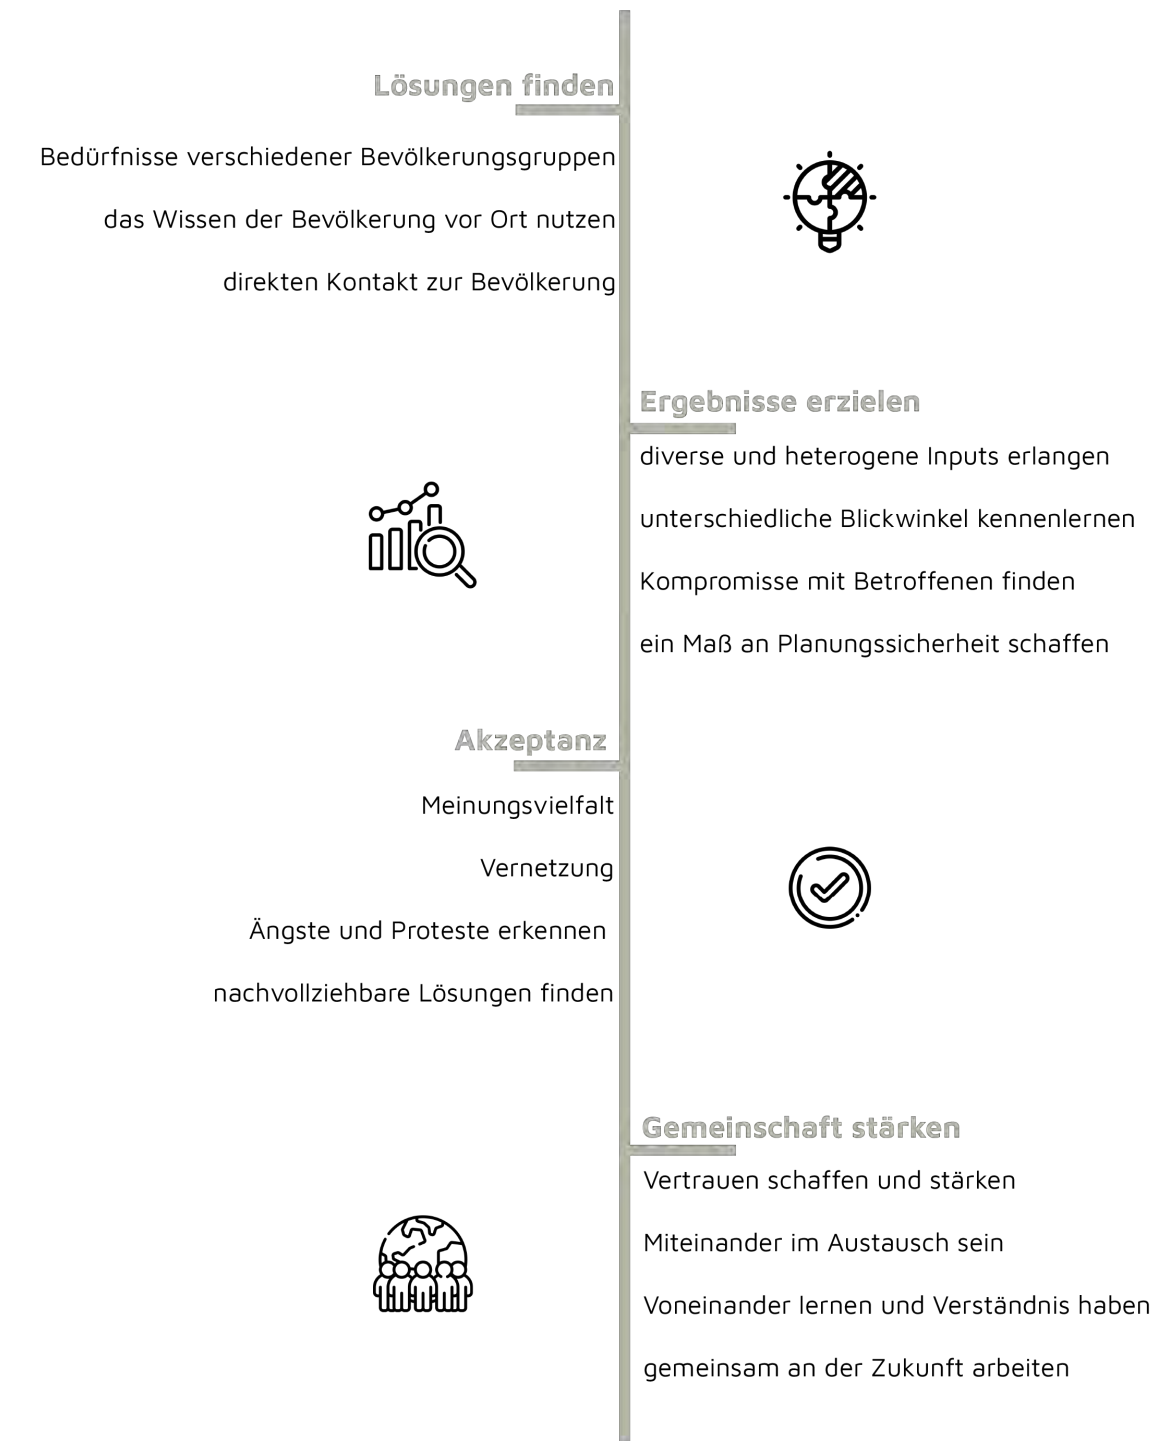 Lösungen finden
Bedürfnisse verschiedener Bevölkerungsgruppen
das Wissen der Bevölkerung vor Ort nutzen
direkten Kontakt zur Bevölkerung
Ergebnisse erzielen
diverse und heterogene Inputs erlangen
unterschiedliche Blickwinkel kennenlernen
Kompromisse mit Betroffenen finden
ein Maß an Planungssicherheit schaffen
Akzeptanz
Meinungsvielfalt
Vernetzung
Ängste und Proteste erkennen
nachvollziehbare Lösungen finden
Gemeinschaft stärken
Vertrauen schaffen und stärken
Miteinander im Austausch sein
Voneinander lernen und Verständnis haben
gemeinsam an der Zukunft arbeiten